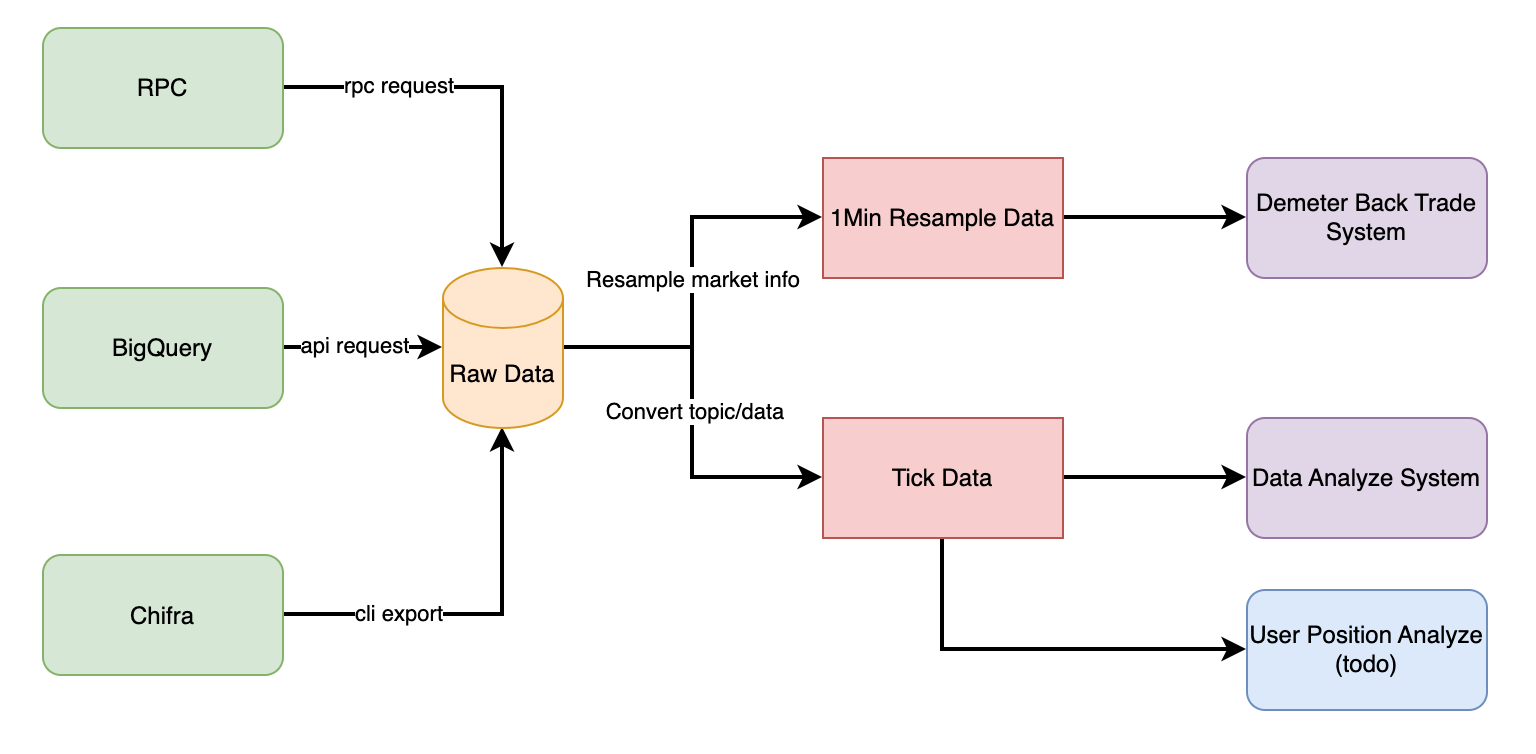 RPC
rpc request
BigQuery
api request
Chifra
cli export
Raw Data
Resample market info
Convert topic/data
1Min Resample Data
Tick Data
Demeter Back Trade
System
Data Analyze System
User Position Analyze
(todo)